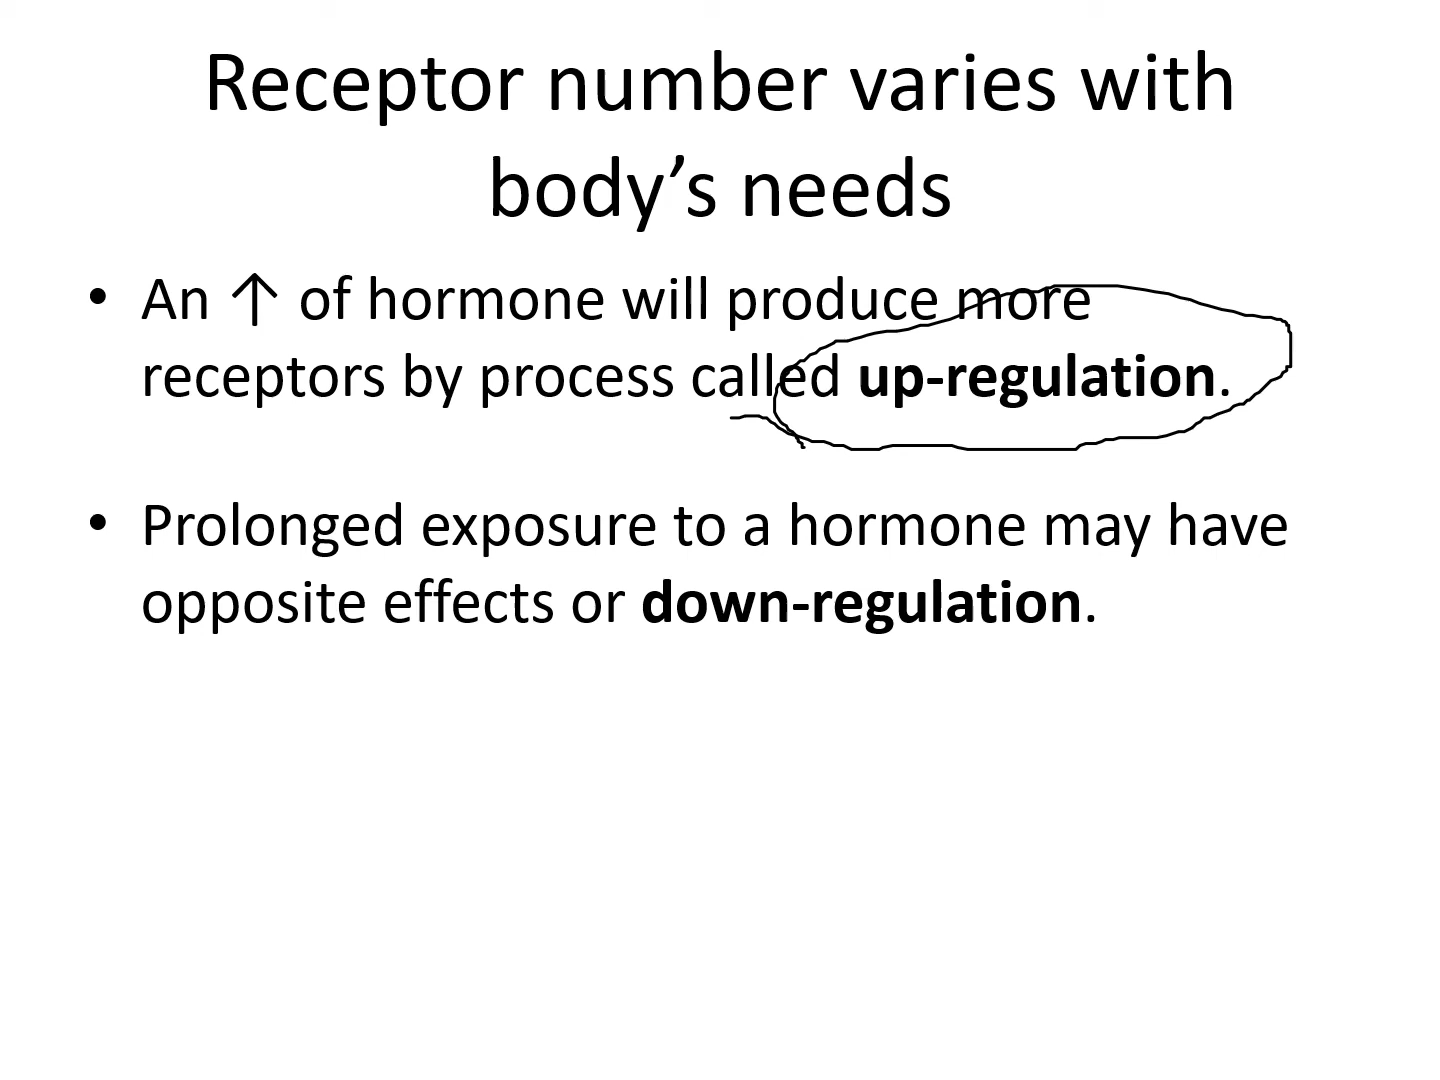 Receptor number varies with
body’s needs
• An ↑ of hormone will produce more
receptors by process called up-regulation.
• Prolonged exposure to a hormone may have
opposite effects or down-regulation.